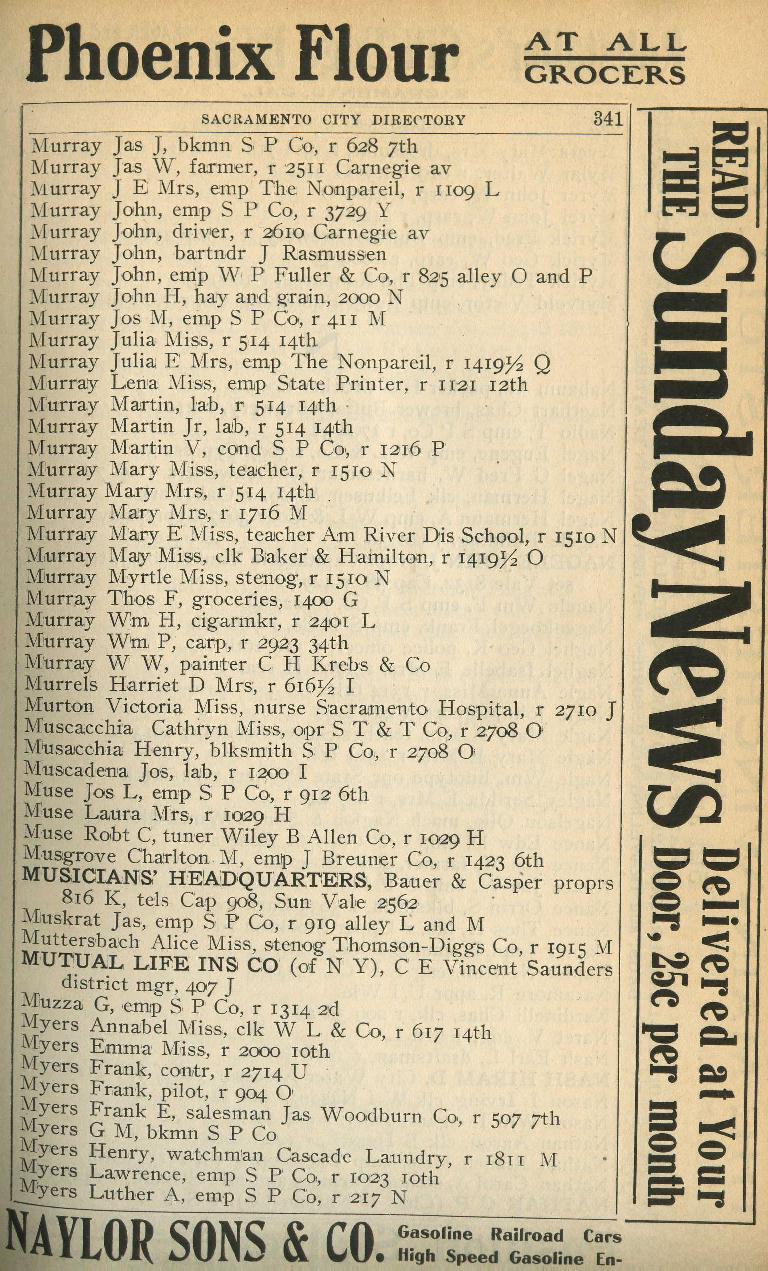 Phoenix Flour
AT ALL
GROCERS
SACRAMENTO CITY DIRECTORY 341
Murray Jas J, bkmn S P Co, r 628 7th
Murray Jas W, farmer, r 2511 Carnegie av
Murray J E Mrs, emp The Nonpareil, r 1109 L
Murray John, emp S P Co, r 3729 Y
Murray John, driver, r 2610 Carnegie av
Murray John, bartndr J Rasmussen
Murray John, emp W P Fuller & Co, r 825 alley O and P
Murray John H, hay and grain, 2000 N
Murray Jos M, emp S P Co, r 411 M
Murray Julia Miss, r 514 14th
Murray Julia E Mrs, emp The Nonpareil, r 1419½ Q
Murray Lena Miss, emp State Printer, r 1121 12th
Murray Martin, lab, r 514 14th
Murray Martin Jr, lab, r 514 14th
Murray Martin V, cond S P Co, r 1216 P
Murray Mary Miss, teacher, r 1510 N
Murray Mary Mrs, r 514 14th
Murray Mary Mrs, r 1716 M
Murray Mary E Miss, teacher Am River Dis School, r 1510 N
Murray May Miss, clk Baker & Hamilton, r 1419½ O
Murray Myrtle Miss, stenog, r 1510 N
Murray Thos F, groceries, 1400 G
Murray Wm H, cigarmkr, r 2401 L
Murray Wm P, carp, r 2923 34th
Murray W W, painter C H Krebs & Co
Murrels Harriet D Mrs, r 616½ I
Murton Victoria Miss, nurse Sacramento Hospital, r 2710 J
Muscacchia Cathryn Miss, opr S T & T Co, r 2708 O
Musacchia Henry, blksmith S P Co, r 2708 O
Muscadena Jos, lab, r 1200 I
Muse Jos L, emp S P Co, r 912 6th
Muse Laura Mrs, r 1029 H
Muse Robt C, tuner Wiley B Allen Co, r 1029 H
Musgrove Charlton M, emp J Breuner Co, r 1423 6th
MUSICIANS' HEADQUARTERS, Bauer & Casper proprs
816 K, tels Cap 908, Sun Vale 2562
Muskrat Jas, emp S P Co, r 919 alley L and M
Muttersbach Alice Miss, stenog Thomson-Diggs Co, r 1915 M
MUTUAL LIFE INS CO (of N Y), C E Vincent Saunders
district mgr, 407 J
Muzza G, emp S P Co, r 1314 2d
Myers Annabel Miss, clk W L & Co, r 617 14th
Myers Emma Miss, r 2000 10th
Myers Frank, contr, r 2714 U
Myers Frank, pilot, r 904 O
Myers Frank E, salesman Jas Woodburn Co, r 507 7th
Myers G M, bkmn S P Co
Myers Henry, watchman Cascade Laundry, r 1811 M
Myers Lawrence, emp S P Co, r 1023 10th
Myers Luther A, emp S P Co, r 217 N
READ
THE
Sunday News
Delivered at Your
Door, 25c per month
NAYLOR SONS & CO.
Gasoline Railroad Cars
High Speed Gasoline En-